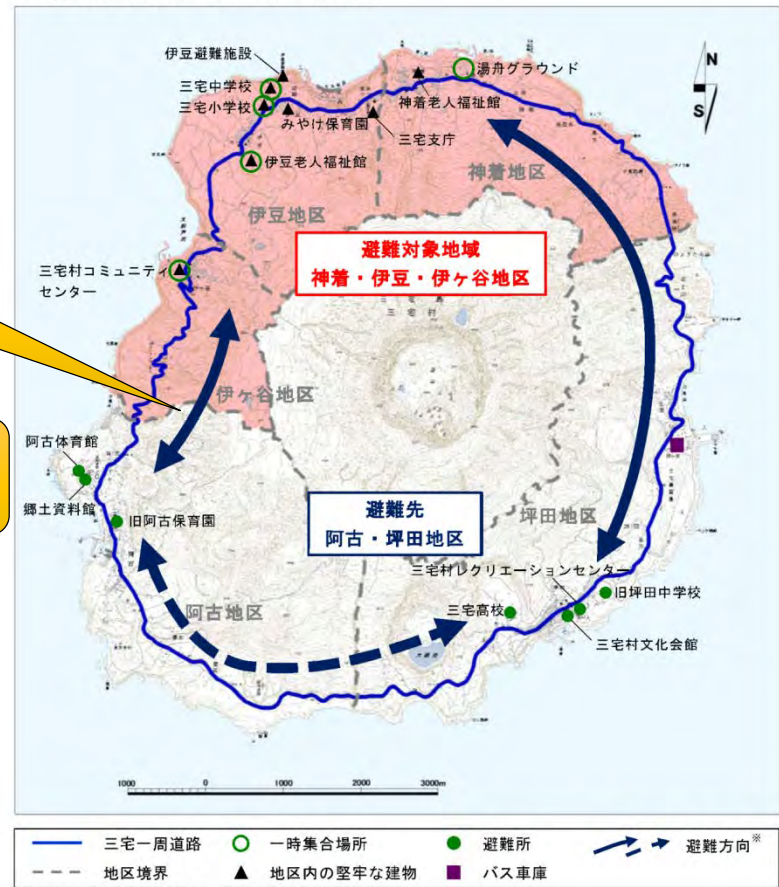 伊豆避難施設
湯舟グラウンド
N
S
三宅中学校
三宅小学校
みやけ保育園
神着老人福祉館
三宅支庁
伊豆老人福祉館
神着地区
伊豆地区
避難対象地域
神着・伊豆・伊ヶ谷地区
三宅村コミュニティ
センター
三宅村
伊ヶ谷地区
阿古体育館
郷土資料館
旧阿古保育園
避難先
阿古・坪田地区
坪田地区
三宅村レクリエーションセンター
旧坪田中学校
三宅高校
三宅村文化会館
阿古地区
1000 0 1000 2000 3000m
三宅一周道路 一時集合場所 避難所 避難方向※
地区境界 地区内の堅牢な建物 バス車庫